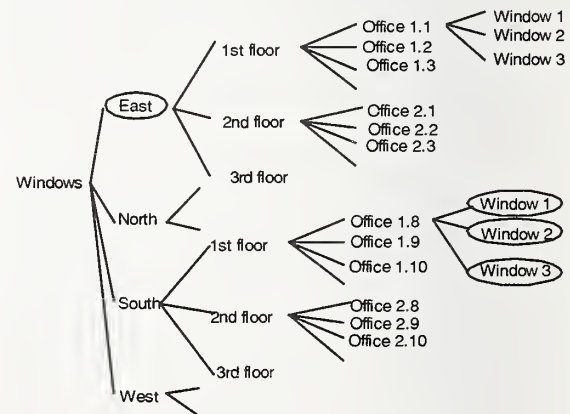 Windows
East
1st floor
Office 1.1
Window 1
Window 2
Window 3
Office 1.2
Office 1.3
2nd floor
Office 2.1
Office 2.2
Office 2.3
3rd floor
North
South
1st floor
Office 1.8
Window 1
Window 2
Window 3
Office 1.9
Office 1.10
2nd floor
Office 2.8
Office 2.9
Office 2.10
3rd floor
West